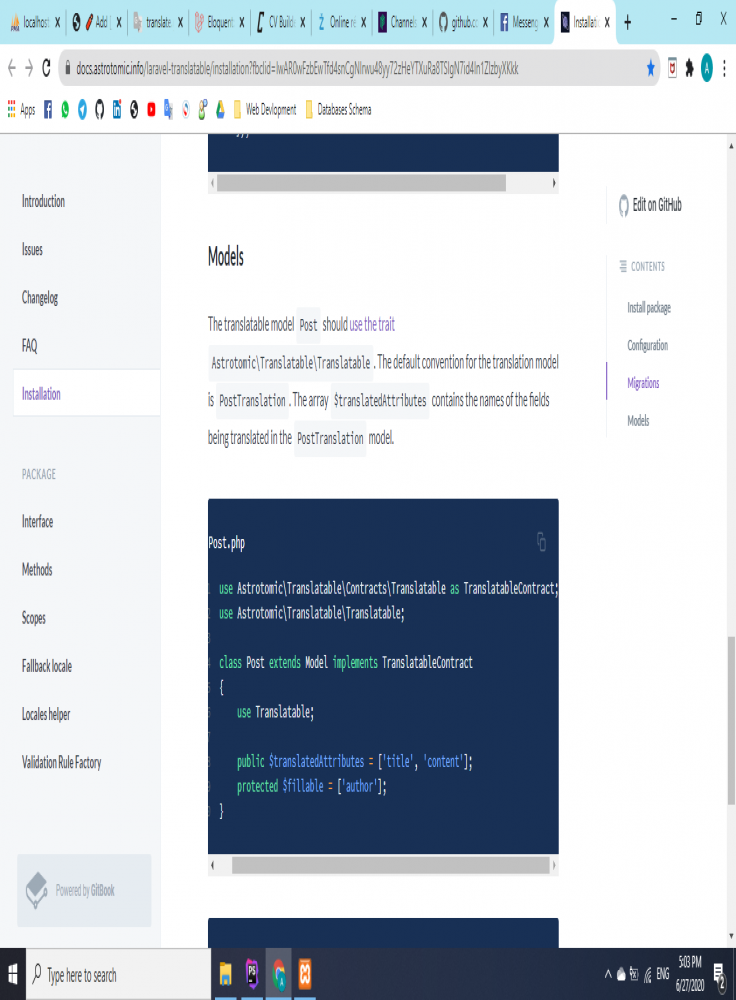 localhost
Add
translate
Eloquent
CV Build
Online re
Channels
github.co
Messeng
Installati
docs.astrotomic.info/laravel-translatable/installation?fbclid=IwAR0wFzbEwTfd4snCgNIrwu48yy72zHeYTXuRa8TSIgN7id4In1ZIzbyXKkk
A
Apps
Web Devlopment
Databases Schema
Introduction
Issues
Changelog
FAQ
Installation
PACKAGE
Interface
Methods
Scopes
Fallback locale
Locales helper
Validation Rule Factory
Powered by GitBook
Models
The translatable model Post should use the trait
Astrotomic\Translatable\Translatable . The default convention for the translation model
is PostTranslation . The array $translatedAttributes contains the names of the fields
being translated in the PostTranslation model.
Post.php
use Astrotomic\Translatable\Contracts\Translatable as TranslatableContract;
use Astrotomic\Translatable\Translatable;
class Post extends Model implements TranslatableContract
{
use Translatable;
public $translatedAttributes = ['title', 'content'];
protected $fillable = ['author'];
}
Edit on GitHub
CONTENTS
Install package
Configuration
Migrations
Models
Type here to search
PS
ENG
5:03 PM
6/27/2020
2